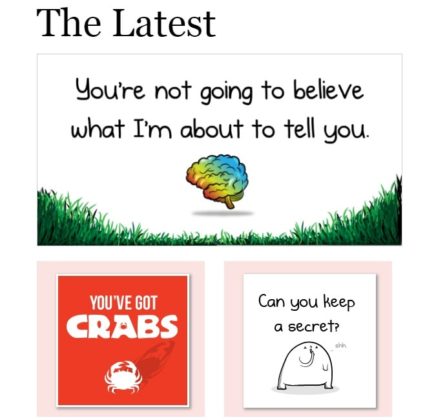 The Latest
You're not going to believe
what I'm about to tell you.
YOU'VE GOT
CRABS
Can you keep
a secret?
shh